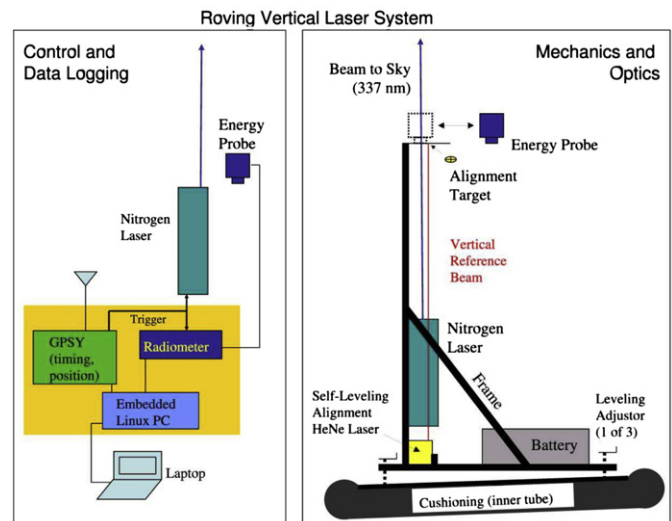 Roving Vertical Laser System
Control and
Data Logging
Energy
Probe
Nitrogen
Laser
Trigger
GPSY
(timing,
position)
Radiometer
Embedded
Linux PC
Laptop
Mechanics and
Optics
Beam to Sky
(337 nm)
Energy Probe
Alignment
Target
Vertical
Reference
Beam
Nitrogen
Laser
Frame
Self-Leveling
Alignment
HeNe Laser
Leveling
Adjustor
(1 of 3)
Battery
Cushioning (inner tube)